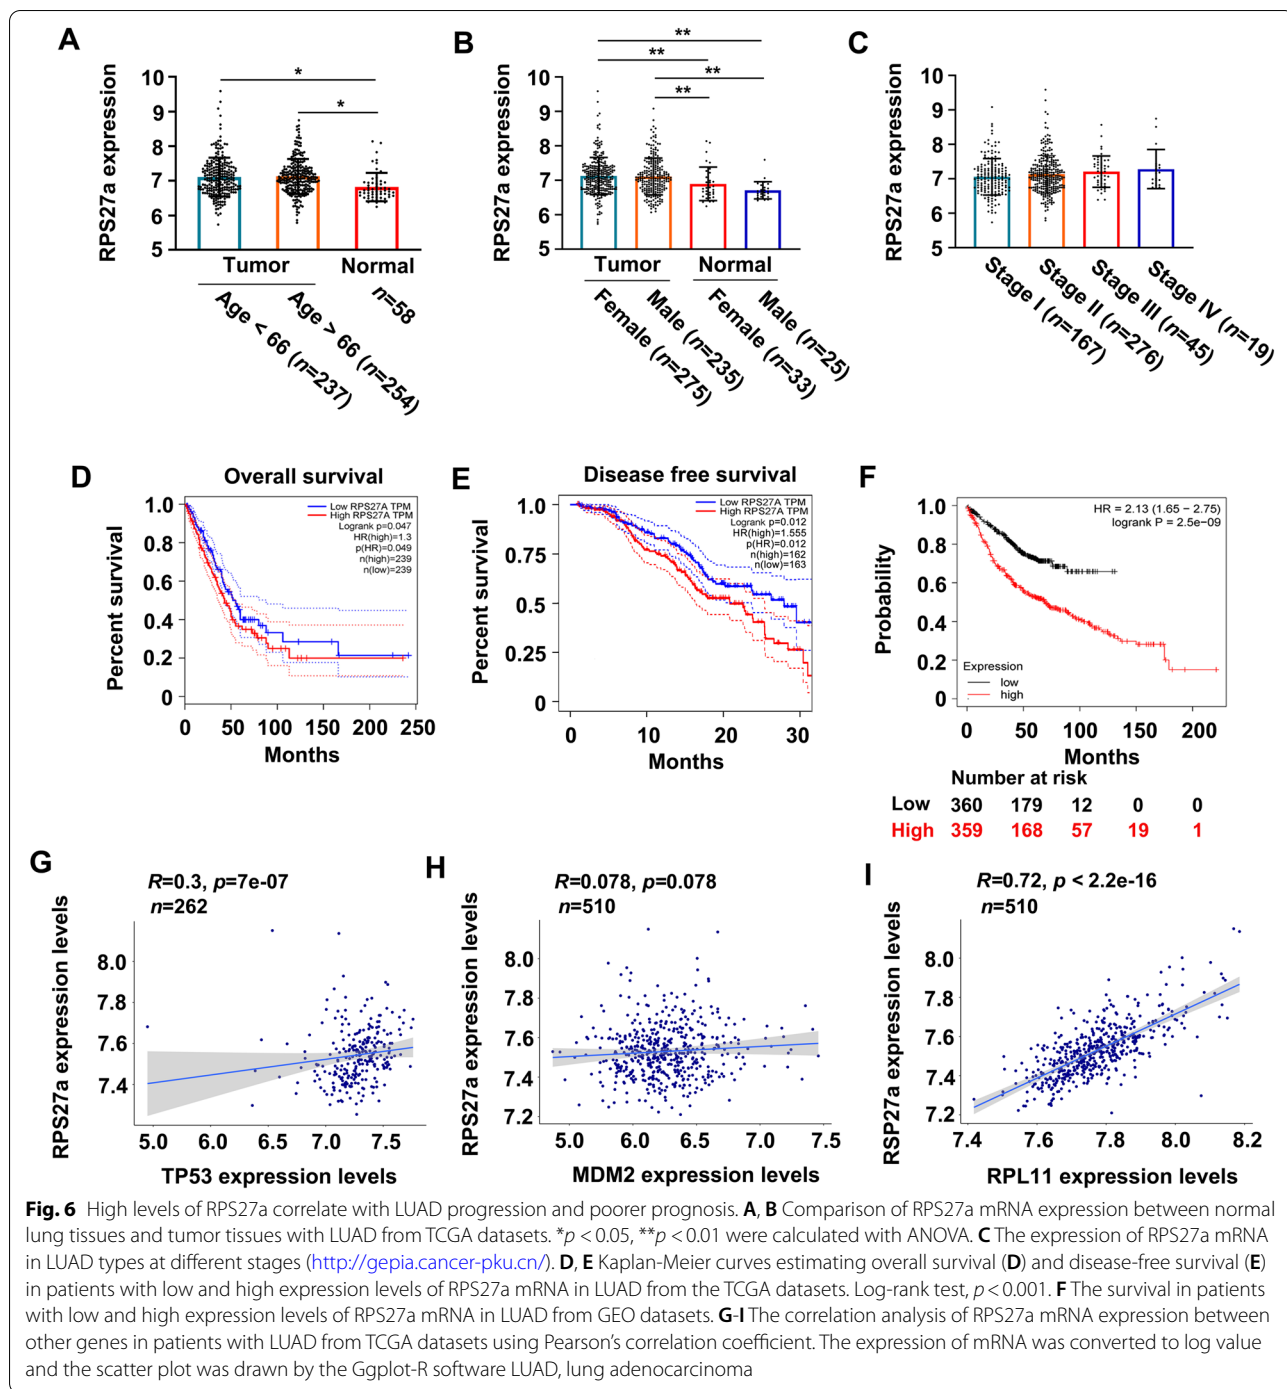 A
B
C
RPS27a expression
10
9
8
7
6
5
*
*
Tumor
Normal
Age < 66 (n=237)
Age > 66 (n=254)
n=58
RPS27a expression
10
9
8
7
6
5
**
**
**
**
Tumor
Normal
Female (n=275)
Male (n=235)
Female (n=33)
Male (n=25)
RPS27a expression
10
9
8
7
6
5
Stage I (n=167)
Stage II (n=276)
Stage III (n=45)
Stage IV (n=19)
D
Overall survival
Percent survival
1.0
0.8
0.6
0.4
0.2
0
Low RPS27A TPM
High RPS27A TPM
Logrank p=0.047
HR(high)=1.3
p(HR)=0.049
n(high)=239
n(low)=239
0 50 100 150 200 250
Months
E
Disease free survival
Percent survival
1.0
0.75
0.5
0.25
0
Low RPS27A TPM
High RPS27A TPM
Logrank p=0.012
HR(high)=1.555
p(HR)=0.012
n(high)=162
n(low)=163
0 10 20 30
Months
F
Probability
1.0
0.8
0.6
0.4
0.2
0
HR = 2.13 (1.65 − 2.75)
logrank P = 2.5e−09
Expression
low
high
0 50 100 150 200
Months
Number at risk
Low 360 179 12 0 0
High 359 168 57 19 1
G
R=0.3, p=7e-07
n=262
RPS27a expression levels
8.0
7.8
7.6
7.4
7.2
5.0 6.0 6.0 7.0 7.5
TP53 expression levels
H
R=0.078, p=0.078
n=510
RPS27a expression levels
8.0
7.8
7.6
7.4
7.2
5.0 5.5 6.0 6.5 7.0 7.5
MDM2 expression levels
I
R=0.72, p < 2.2e-16
n=510
RSP27a expression levels
8.0
7.8
7.6
7.4
7.2
7.4 7.6 7.8 8.0 8.2
RPL11 expression levels
Fig. 6 High levels of RPS27a correlate with LUAD progression and poorer prognosis. A, B Comparison of RPS27a mRNA expression between normal
lung tissues and tumor tissues with LUAD from TCGA datasets. *p < 0.05, **p < 0.01 were calculated with ANOVA. C The expression of RPS27a mRNA
in LUAD types at different stages (http://gepia.cancer-pku.cn/). D, E Kaplan-Meier curves estimating overall survival (D) and disease-free survival (E)
in patients with low and high expression levels of RPS27a mRNA in LUAD from the TCGA datasets. Log-rank test, p < 0.001. F The survival in patients
with low and high expression levels of RPS27a mRNA in LUAD from GEO datasets. G-I The correlation analysis of RPS27a mRNA expression between
other genes in patients with LUAD from TCGA datasets using Pearson's correlation coefficient. The expression of mRNA was converted to log value
and the scatter plot was drawn by the Ggplot-R software LUAD, lung adenocarcinoma